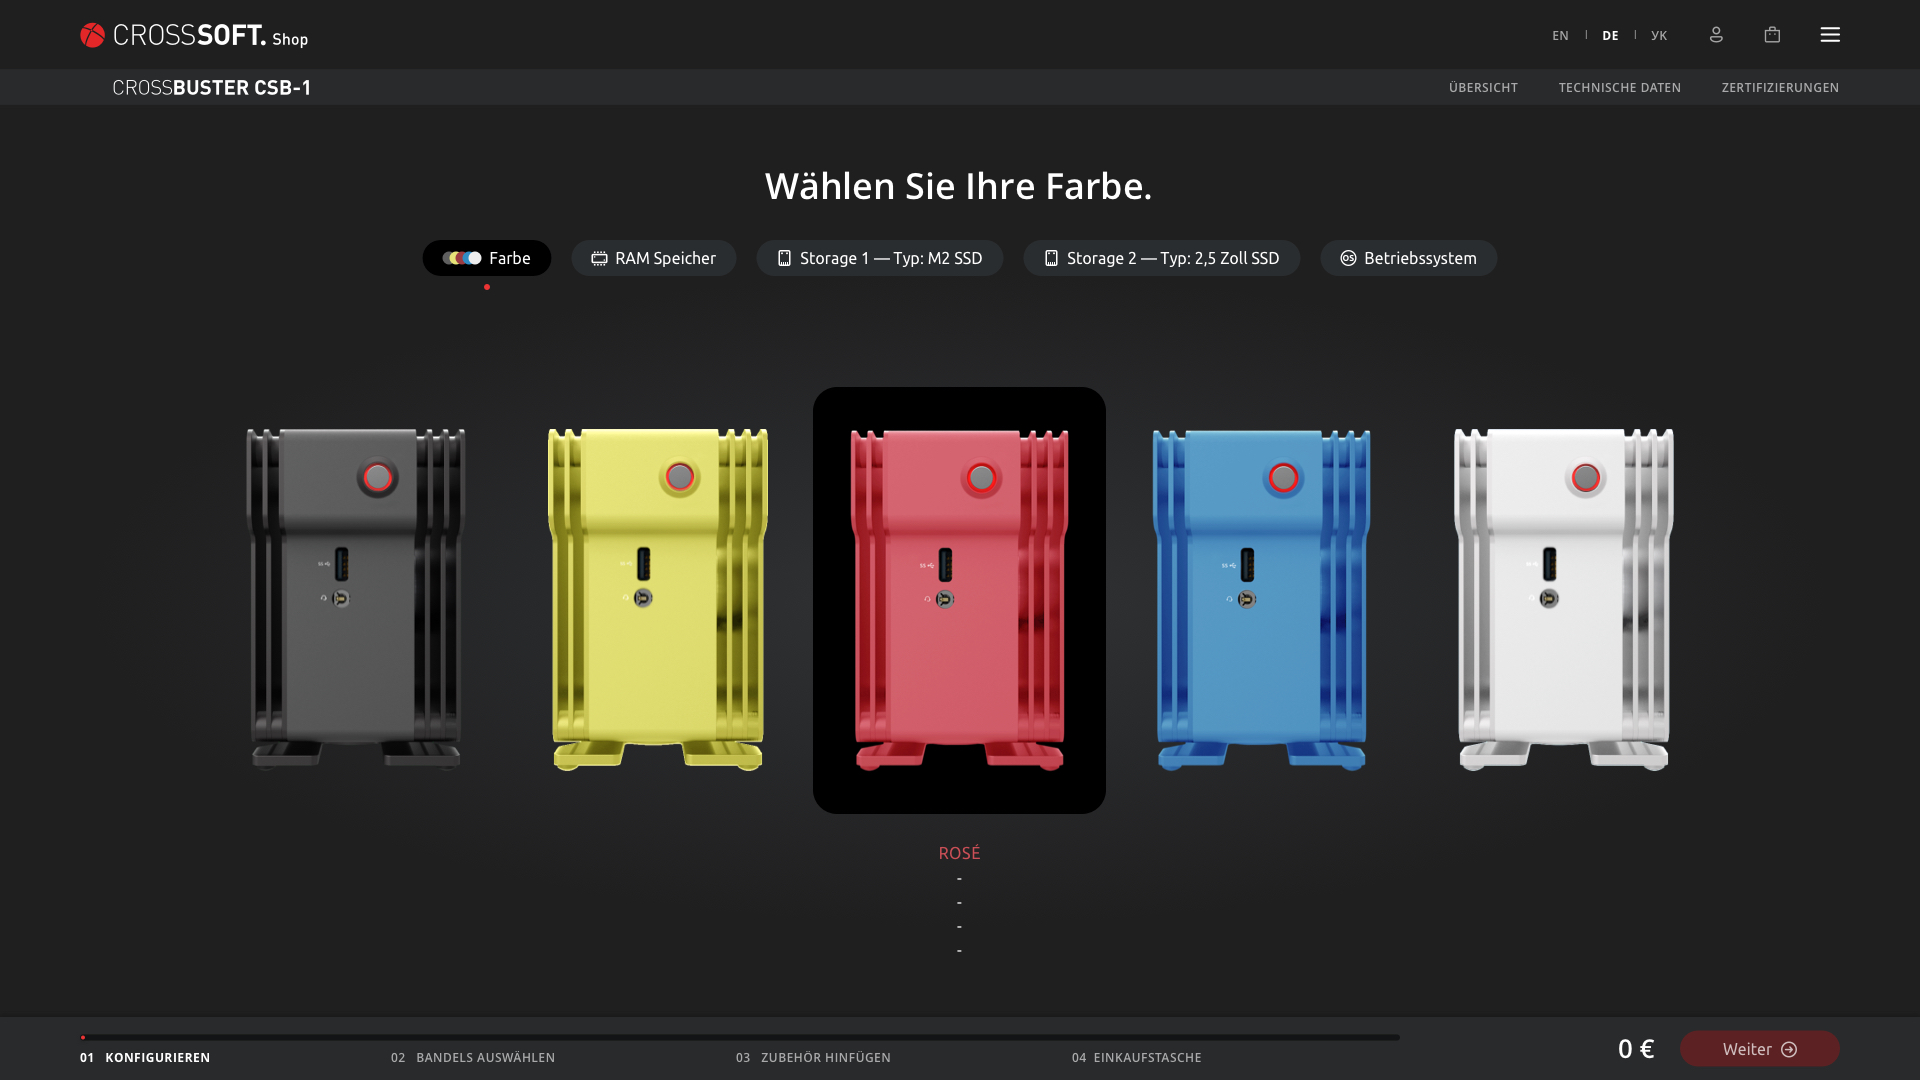 CROSSSOFT. Shop
EN | DE | УК
CROSSBUSTER CSB-1
ÜBERSICHT
TECHNISCHE DATEN
ZERTIFIZIERUNGEN
Wählen Sie Ihre Farbe.
Farbe
RAM Speicher
Storage 1 — Typ: M2 SSD
Storage 2 — Typ: 2,5 Zoll SSD
OS Betriebssystem
ROSÉ
-
-
-
-
01 KONFIGURIEREN
02 BANDELS AUSWÄHLEN
03 ZUBEHÖR HINFÜGEN
04 EINKAUFSTASCHE
0 €
Weiter